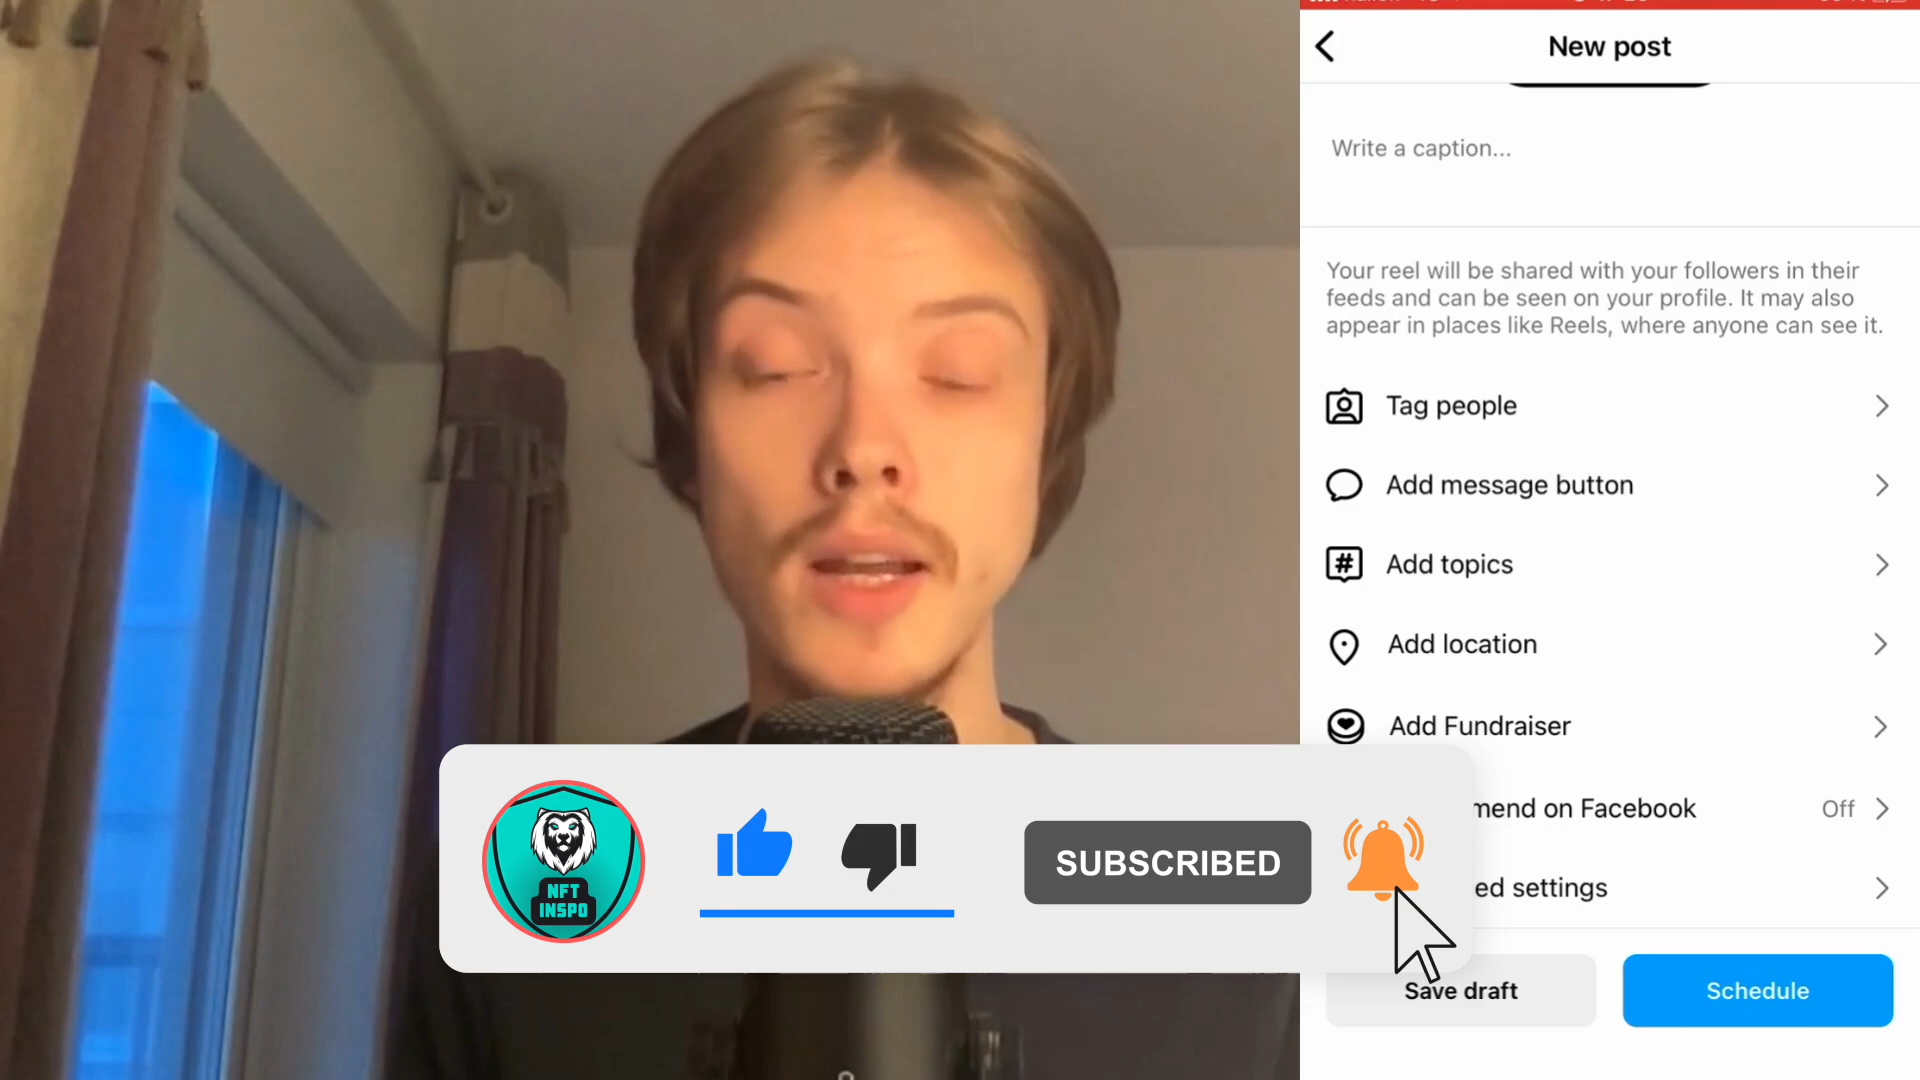 New post
Write a caption...
Your reel will be shared with your followers in their
feeds and can be seen on your profile. It may also
appear in places like Reels, where anyone can see it.
Tag people
Add message button
Add topics
Add location
Add Fundraiser
mend on Facebook Off
ed settings
Save draft
Schedule
NFT
INSPO
SUBSCRIBED